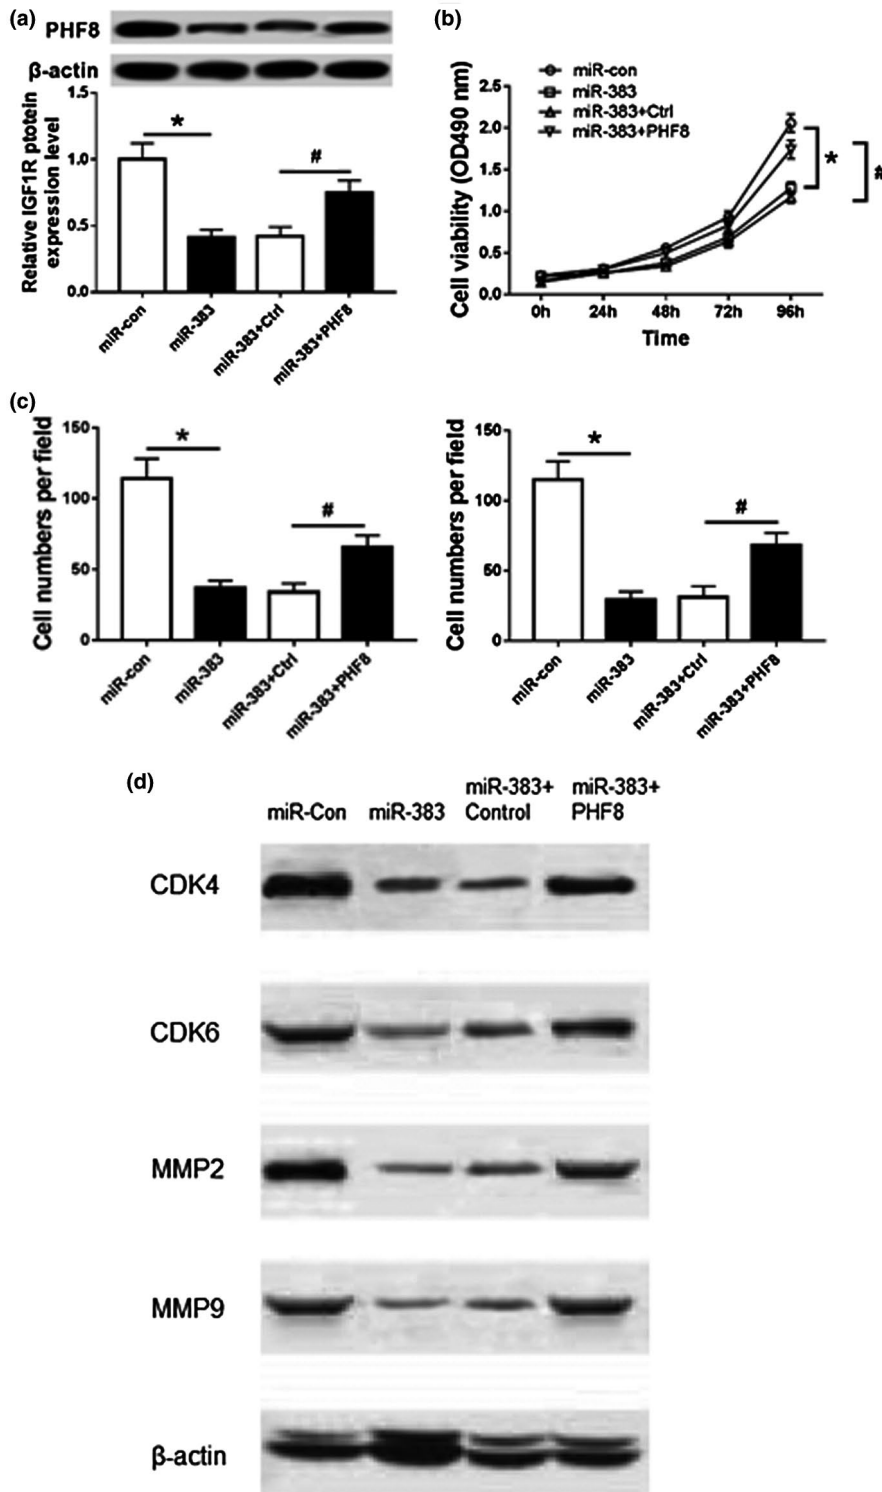 (a)
PHF8
β-actin
Relative IGF1R ptotein
expression level
1.5
1.0
0.5
0.0
*
#
miR-con
miR-383
miR-383+Ctrl
miR-383+PHF8
(b)
Cell viability (OD490 nm)
2.5
2.0
1.5
1.0
0.5
0.0
miR-con
miR-383
miR-383+Ctrl
miR-383+PHF8
*
#
0h 24h 48h 72h 96h
Time
(c)
Cell numbers per field
150
100
50
0
*
#
miR-con
miR-383
miR-383+Ctrl
miR-383+PHF8
Cell numbers per field
150
100
50
0
*
#
miR-con
miR-383
miR-383+Ctrl
miR-383+PHF8
(d)
miR-Con miR-383 miR-383+ Control miR-383+ PHF8
CDK4
CDK6
MMP2
MMP9
β-actin